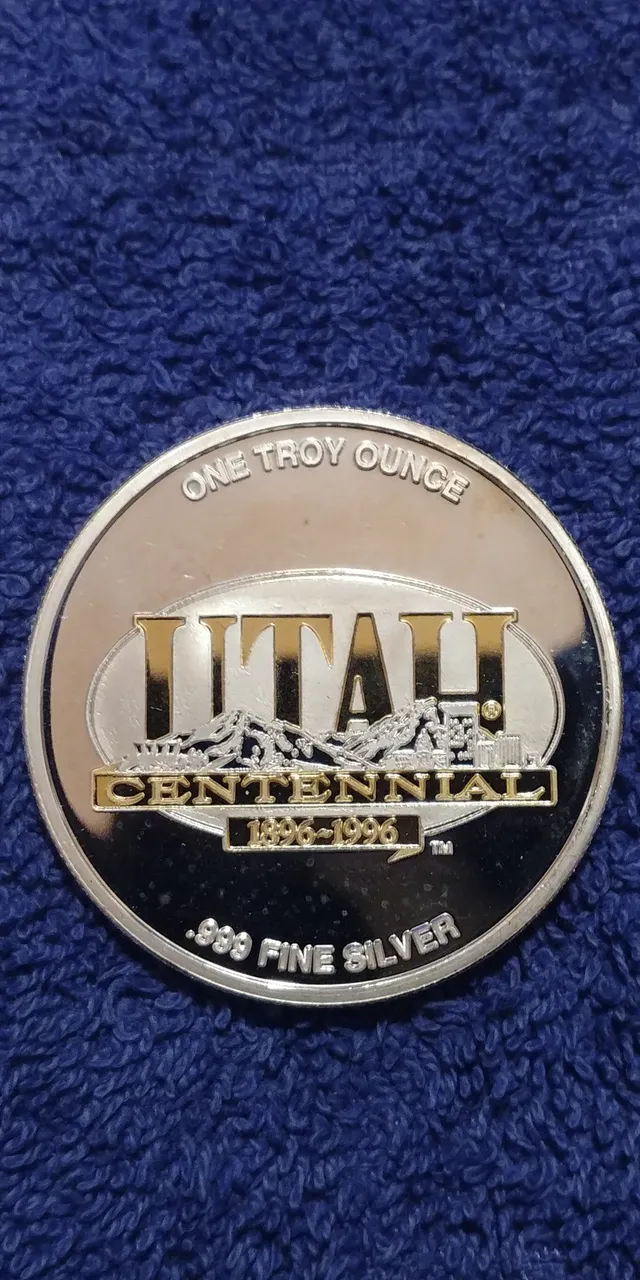 ONE TROY OUNCE
UTAH®
CENTENNIAL
1896~1996
TM
.999 FINE SILVER